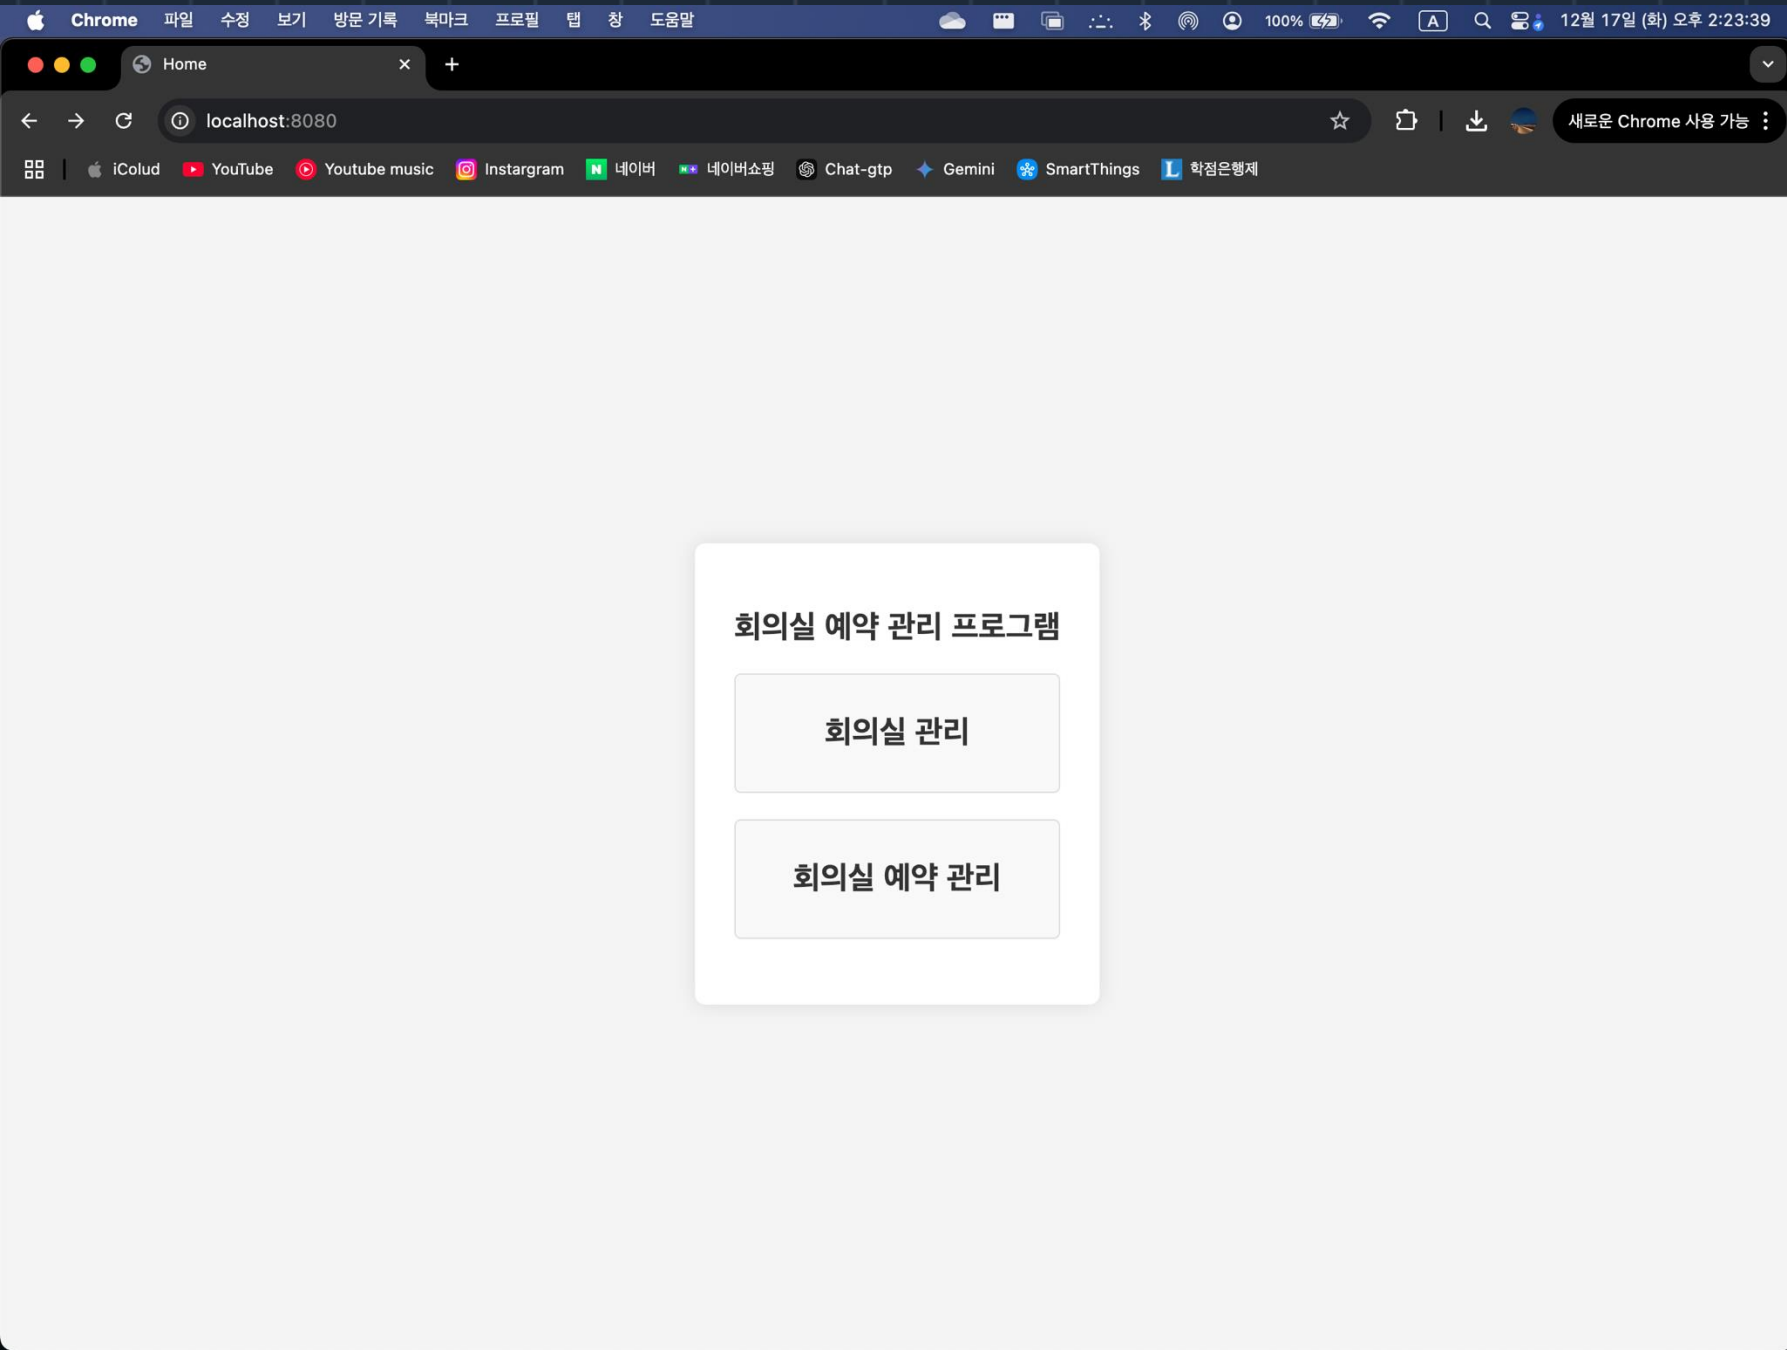 Chrome 파일 수정 보기 방문 기록 북마크 프로필 탭 창 도움말 100% A 12월 17일 (화) 오후 2:23:39
Home
localhost:8080 새로운 Chrome 사용 가능
iColud YouTube Youtube music Instargram N 네이버 N+ 네이버쇼핑 Chat-gtp Gemini SmartThings L 학점은행제
회의실 예약 관리 프로그램
회의실 관리
회의실 예약 관리